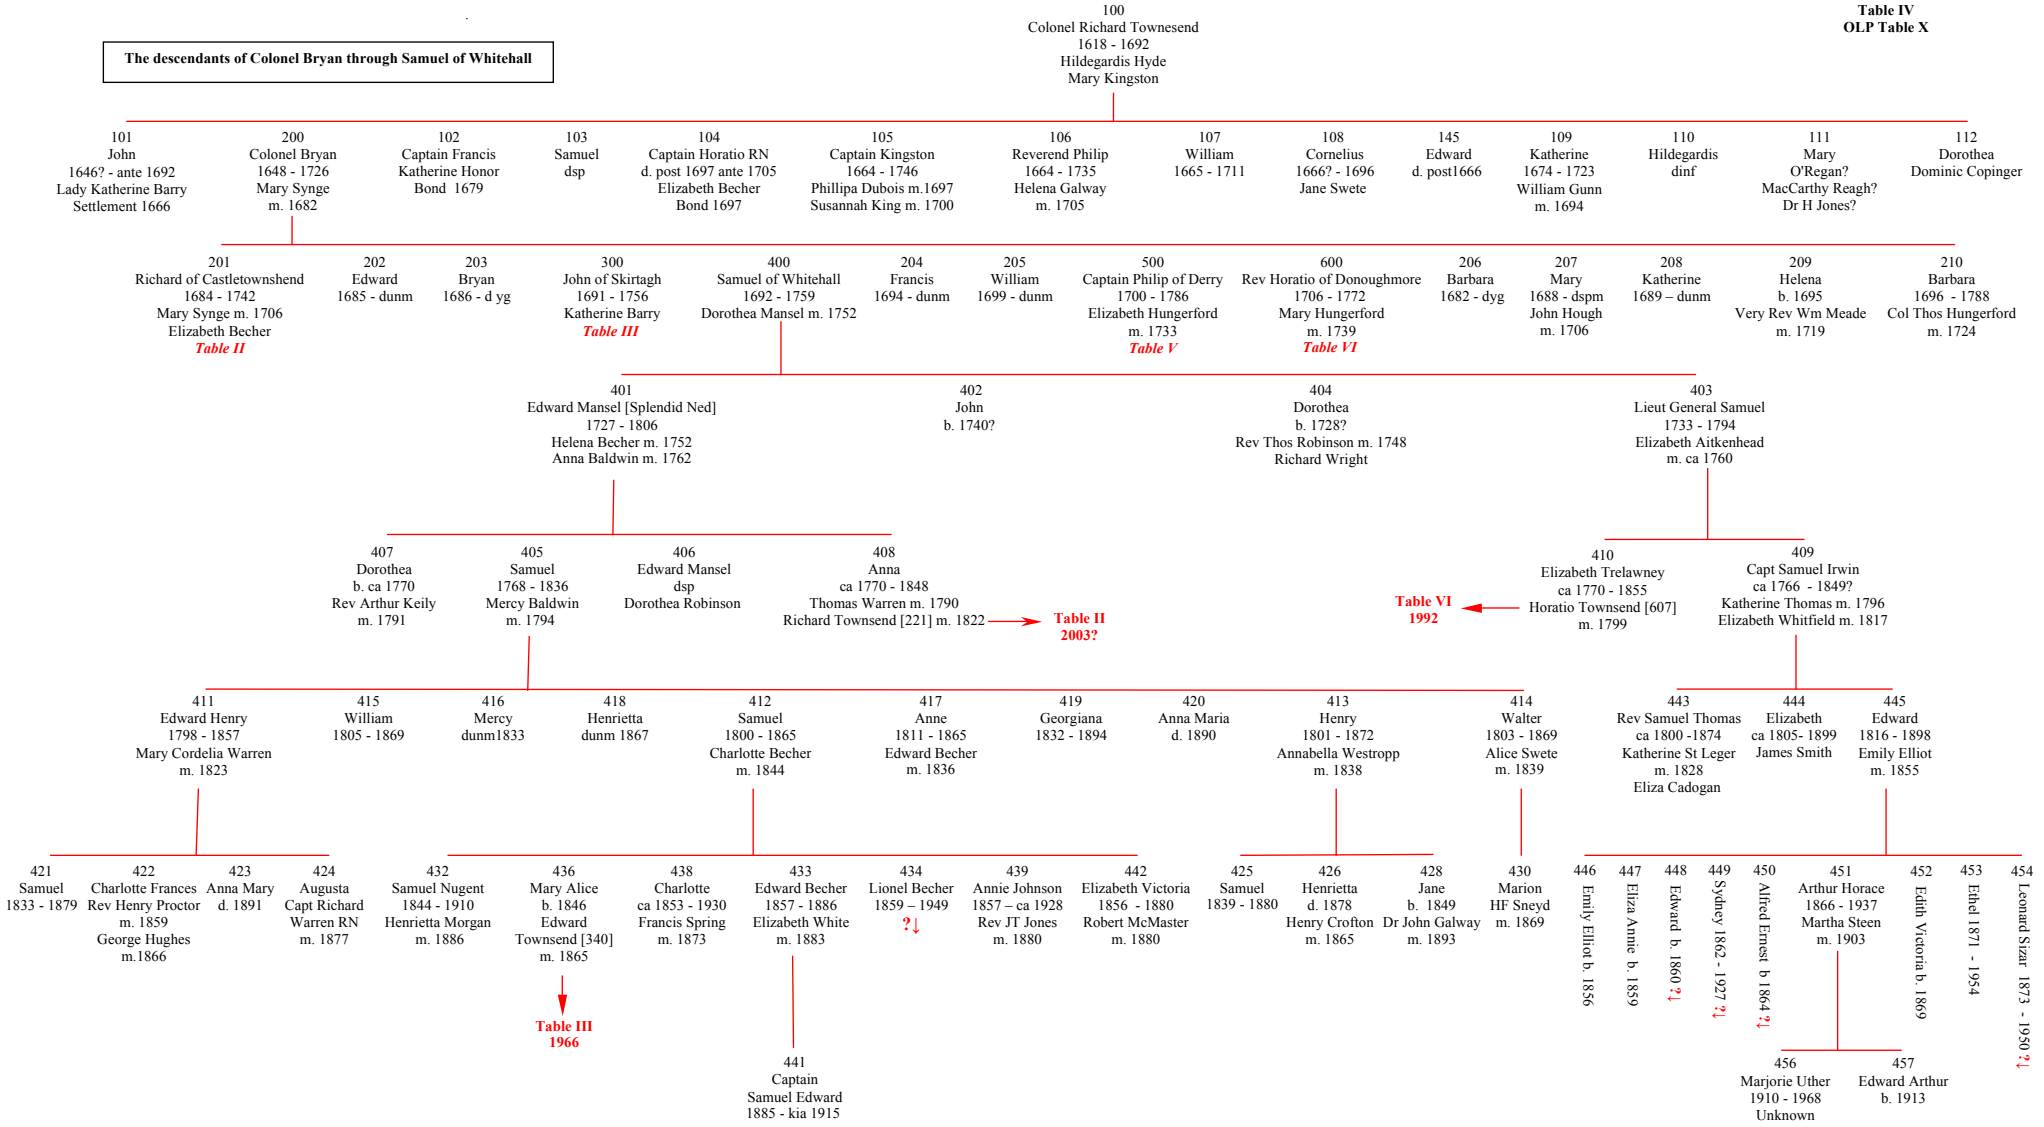 Table IV
OLP Table X
The descendants of Colonel Bryan through Samuel of Whitehall
100
Colonel Richard Townesend
1618 - 1692
Hildegardis Hyde
Mary Kingston
101
John
1646? - ante 1692
Lady Katherine Barry
Settlement 1666
200
Colonel Bryan
1648 - 1726
Mary Synge
m. 1682
102
Captain Francis
Katherine Honor
Bond 1679
103
Samuel
dsp
104
Captain Horatio RN
d. post 1697 ante 1705
Elizabeth Becher
Bond 1697
105
Captain Kingston
1664 - 1746
Phillipa Dubois m.1697
Susannah King m. 1700
106
Reverend Philip
1664 - 1735
Helena Galway
m. 1705
107
William
1665 - 1711
108
Cornelius
1666? - 1696
Jane Swete
145
Edward
d. post1666
109
Katherine
1674 - 1723
William Gunn
m. 1694
110
Hildegardis
dinf
111
Mary
O'Regan?
MacCarthy Reagh?
Dr H Jones?
112
Dorothea
Dominic Copinger
201
Richard of Castletownshend
1684 - 1742
Mary Synge m. 1706
Elizabeth Becher
Table II
202
Edward
1685 - dunm
203
Bryan
1686 - d yg
300
John of Skirtagh
1691 - 1756
Katherine Barry
Table III
400
Samuel of Whitehall
1692 - 1759
Dorothea Mansel m. 1752
204
Francis
1694 - dunm
205
William
1699 - dunm
500
Captain Philip of Derry
1700 - 1786
Elizabeth Hungerford
m. 1733
Table V
600
Rev Horatio of Donoughmore
1706 - 1772
Mary Hungerford
m. 1739
Table VI
206
Barbara
1682 - dyg
207
Mary
1688 - dspm
John Hough
m. 1706
208
Katherine
1689 – dunm
209
Helena
b. 1695
Very Rev Wm Meade
m. 1719
210
Barbara
1696 - 1788
Col Thos Hungerford
m. 1724
401
Edward Mansel [Splendid Ned]
1727 - 1806
Helena Becher m. 1752
Anna Baldwin m. 1762
402
John
b. 1740?
404
Dorothea
b. 1728?
Rev Thos Robinson m. 1748
Richard Wright
403
Lieut General Samuel
1733 - 1794
Elizabeth Aitkenhead
m. ca 1760
407
Dorothea
b. ca 1770
Rev Arthur Keily
m. 1791
405
Samuel
1768 - 1836
Mercy Baldwin
m. 1794
406
Edward Mansel
dsp
Dorothea Robinson
408
Anna
ca 1770 - 1848
Thomas Warren m. 1790
Richard Townsend [221] m. 1822
Table II
2003?
Table VI
1992
410
Elizabeth Trelawney
ca 1770 - 1855
Horatio Townsend [607]
m. 1799
409
Capt Samuel Irwin
ca 1766 - 1849?
Katherine Thomas m. 1796
Elizabeth Whitfield m. 1817
411
Edward Henry
1798 - 1857
Mary Cordelia Warren
m. 1823
415
William
1805 - 1869
416
Mercy
dunm1833
418
Henrietta
dunm 1867
412
Samuel
1800 - 1865
Charlotte Becher
m. 1844
417
Anne
1811 - 1865
Edward Becher
m. 1836
419
Georgiana
1832 - 1894
420
Anna Maria
d. 1890
413
Henry
1801 - 1872
Annabella Westropp
m. 1838
414
Walter
1803 - 1869
Alice Swete
m. 1839
443
Rev Samuel Thomas
ca 1800 -1874
Katherine St Leger
m. 1828
Eliza Cadogan
444
Elizabeth
ca 1805- 1899
James Smith
445
Edward
1816 - 1898
Emily Elliot
m. 1855
421
Samuel
1833 - 1879
422
Charlotte Frances
Rev Henry Proctor
m. 1859
George Hughes
m.1866
423
Anna Mary
d. 1891
424
Augusta
Capt Richard
Warren RN
m. 1877
432
Samuel Nugent
1844 - 1910
Henrietta Morgan
m. 1886
436
Mary Alice
b. 1846
Edward
Townsend [340]
m. 1865
Table III
1966
438
Charlotte
ca 1853 - 1930
Francis Spring
m. 1873
433
Edward Becher
1857 - 1886
Elizabeth White
m. 1883
434
Lionel Becher
1859 – 1949
?↓
439
Annie Johnson
1857 – ca 1928
Rev JT Jones
m. 1880
442
Elizabeth Victoria
1856 - 1880
Robert McMaster
m. 1880
425
Samuel
1839 - 1880
426
Henrietta
d. 1878
Henry Crofton
m. 1865
428
Jane
b. 1849
Dr John Galway
m. 1893
430
Marion
HF Sneyd
m. 1869
446
Emily Elliot b. 1856
447
Eliza Annie b. 1859
448
Edward b. 1860 ?↓
449
Sydney 1862 - 1927 ?↓
450
Alfred Ernest b 1864 ?↓
451
Arthur Horace
1866 - 1937
Martha Steen
m. 1903
452
Edith Victoria b. 1869
453
Ethel 1871 - 1954
454
Leonard Sizar 1873 - 1950 ?↓
441
Captain
Samuel Edward
1885 - kia 1915
456
Marjorie Uther
1910 - 1968
Unknown
457
Edward Arthur
b. 1913